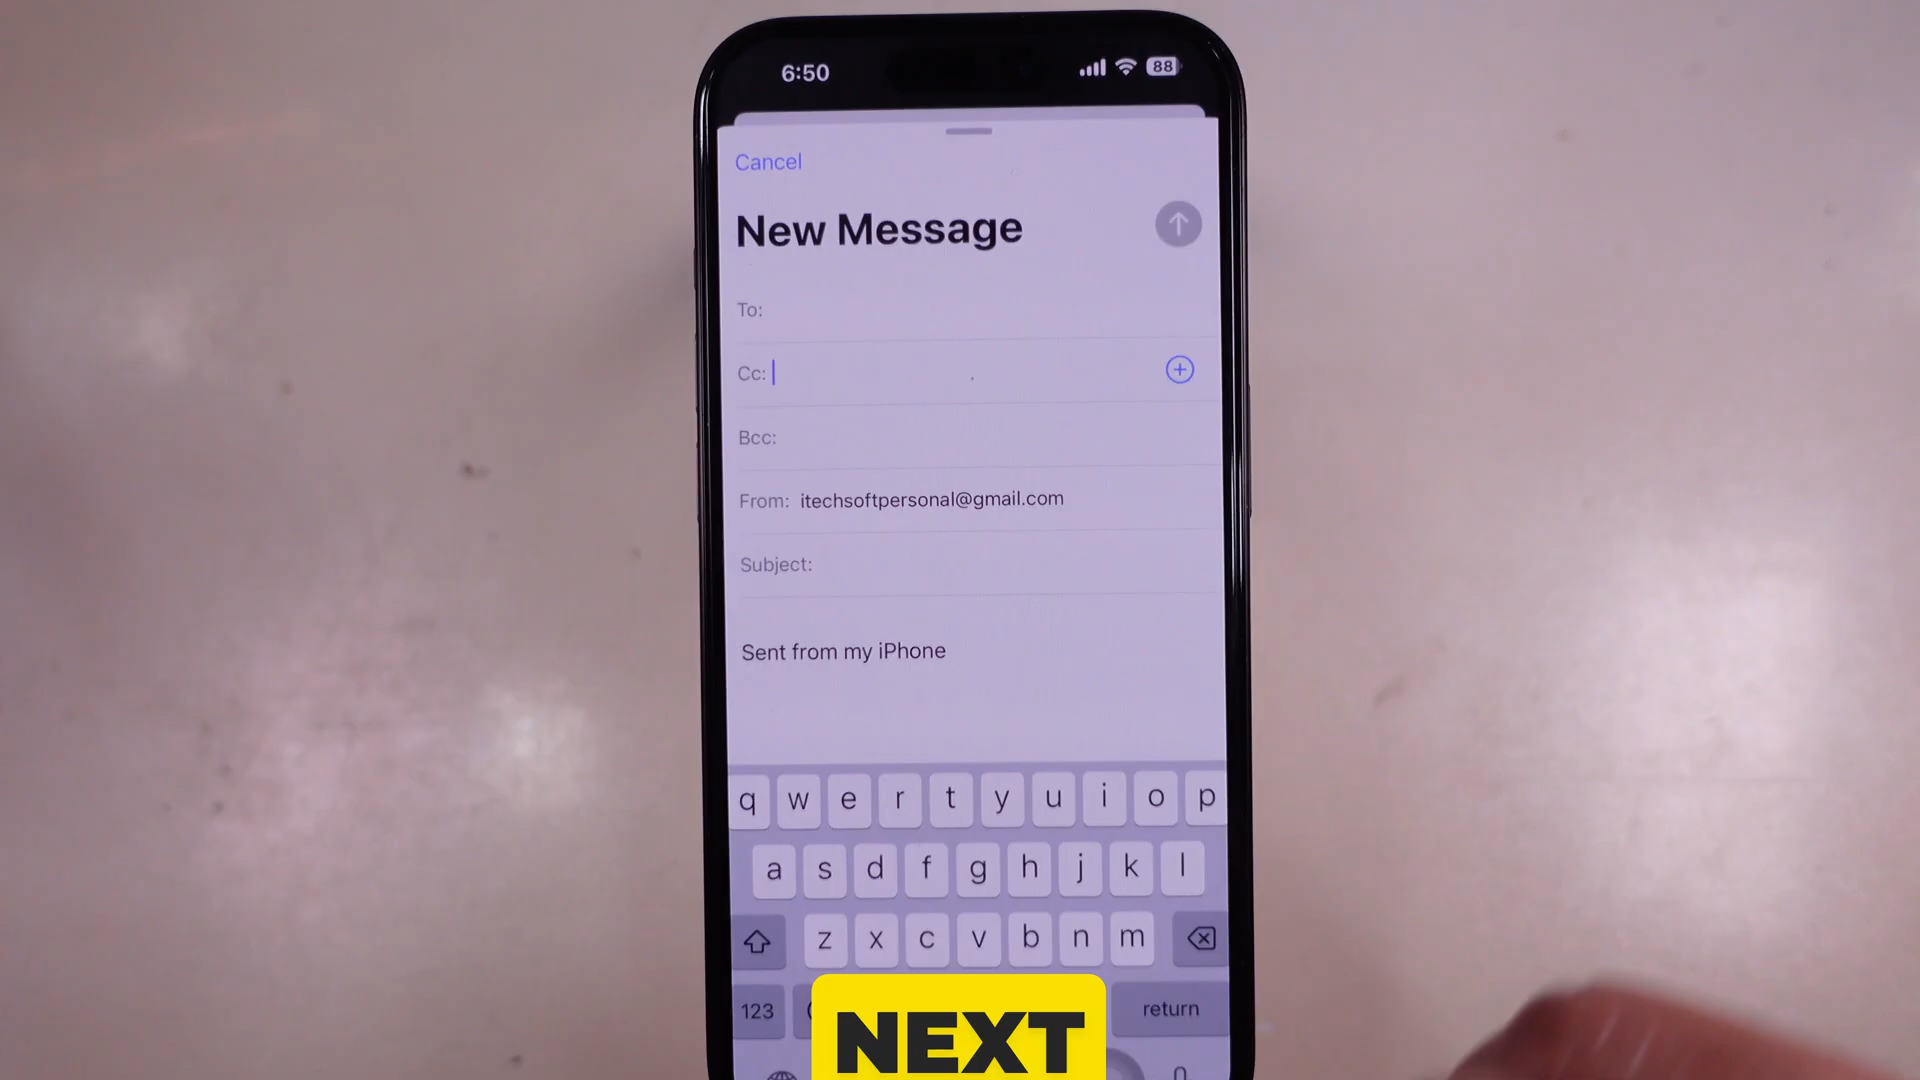 6:50
88
Cancel
New Message
To:
Cc:
Bcc:
From: itechsoftpersonal@gmail.com
Subject:
Sent from my iPhone
q w e r t y u i o p
a s d f g h j k l
z x c v b n m
123
return
NEXT